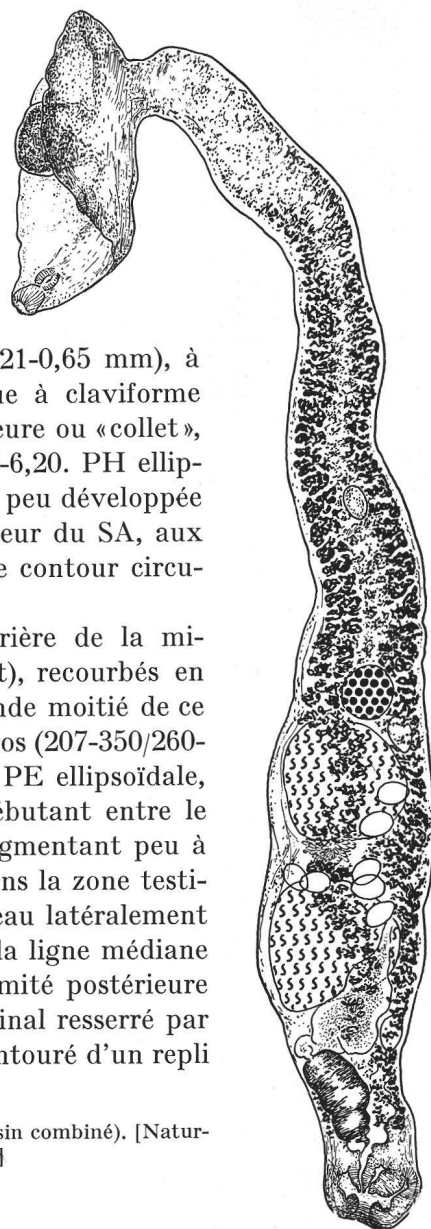 21-0,65 mm), à
ue à claviforme
eure ou «collet»,
-6,20. PH ellip-
peu développée
eur du SA, aux
e contour circu-
rière de la mi-
t), recourbés en
nde moitié de ce
ros (207-350/260-
PE ellipsoïdale,
ébutant entre le
gmentant peu à
ns la zone testi-
eau latéralement
la ligne médiane
mité postérieure
inal resserré par
ntouré d'un repli
sin combiné). [Natur-
]